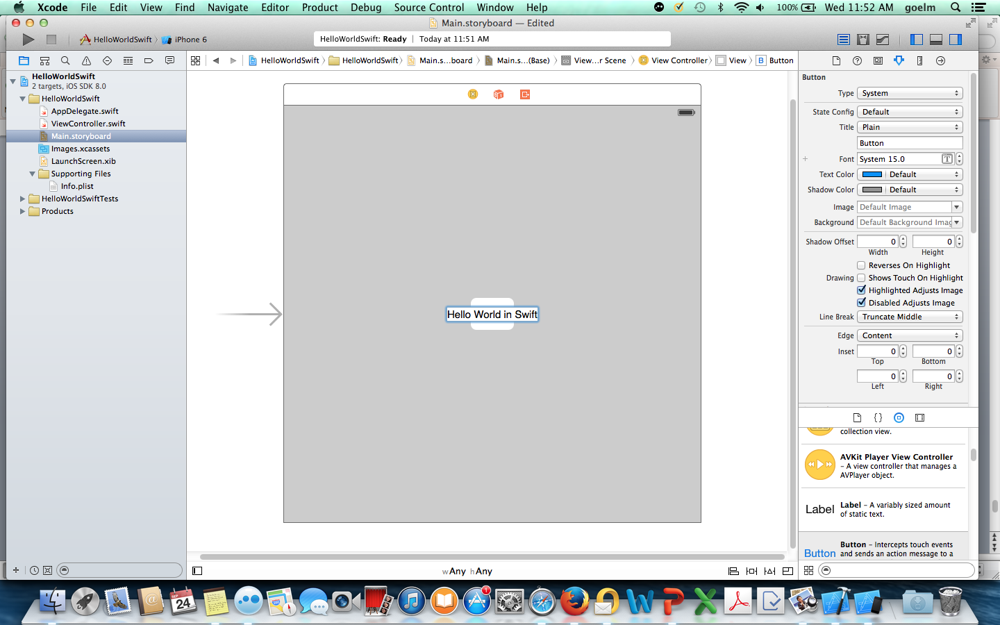 Xcode File Edit View Find Navigate Editor Product Debug Source Control Window Help 100% Wed 11:52 AM goelm
Main.storyboard — Edited
HelloWorldSwift iPhone 6
HelloWorldSwift: Ready Today at 11:51 AM
HelloWorldSwift HelloWorldSwift Main.s...board Main.s...(Base) View...r Scene View Controller View B Button
HelloWorldSwift
2 targets, iOS SDK 8.0
HelloWorldSwift
AppDelegate.swift
ViewController.swift
Main.storyboard
Images.xcassets
LaunchScreen.xib
Supporting Files
Info.plist
HelloWorldSwiftTests
Products
Hello World in Swift
wAny hAny
Button
Type System
State Config Default
Title Plain
Button
Font System 15.0 T
Text Color Default
Shadow Color Default
Image Default Image
Background Default Background Imag
Shadow Offset 0 0
Width Height
Reverses On Highlight
Drawing Shows Touch On Highlight
Highlighted Adjusts Image
Disabled Adjusts Image
Line Break Truncate Middle
Edge Content
Inset 0 0
Top Bottom
0 0
Left Right
{}
collection view.
AVKit Player View Controller
– A view controller that manages a
AVPlayer object.
Label Label – A variably sized amount
of static text.
Button Button – Intercepts touch events
and sends an action message to a
SEP
24
1